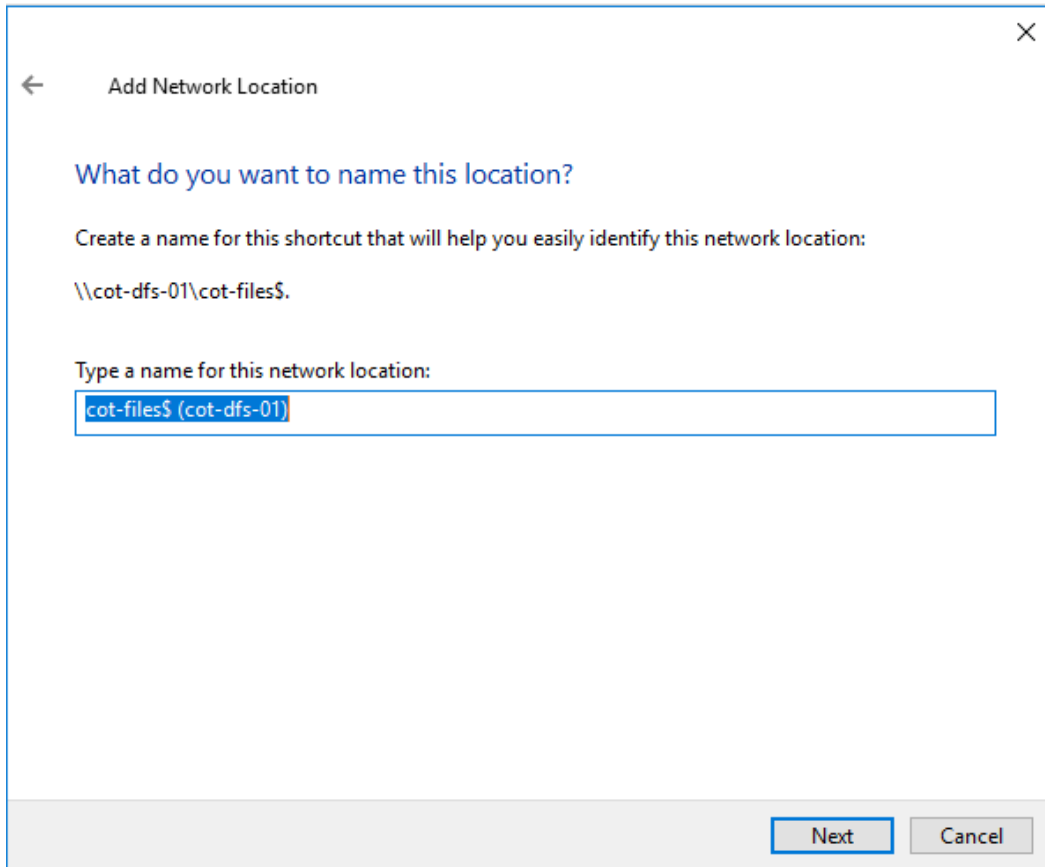 Add Network Location
What do you want to name this location?
Create a name for this shortcut that will help you easily identify this network location:
\\cot-dfs-01\cot-files$.
Type a name for this network location:
cot-files$ (cot-dfs-01)
Next
Cancel